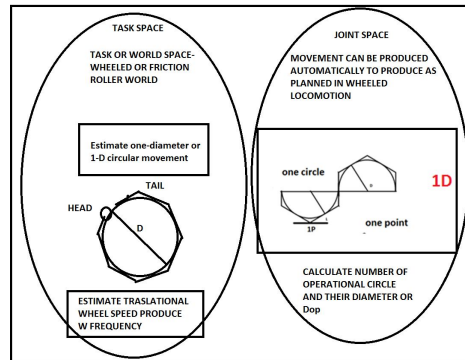 TASK SPACE
TASK OR WORLD SPACE-
WHEELED OR FRICTION
ROLLER WORLD
Estimate one-diameter or
1-D circular movement
TAIL
HEAD
D
ESTIMATE TRASLATIONAL
WHEEL SPEED PRODUCE
W FREQUENCY
JOINT SPACE
MOVEMENT CAN BE PRODUCED
AUTOMATICALLY TO PRODUCE AS
PLANNED IN WHEELED
LOCOMOTION
one circle
1D
1P
one point
CALCULATE NUMBER OF
OPERATIONAL CIRCLE
AND THEIR DIAMETER OR
Dop